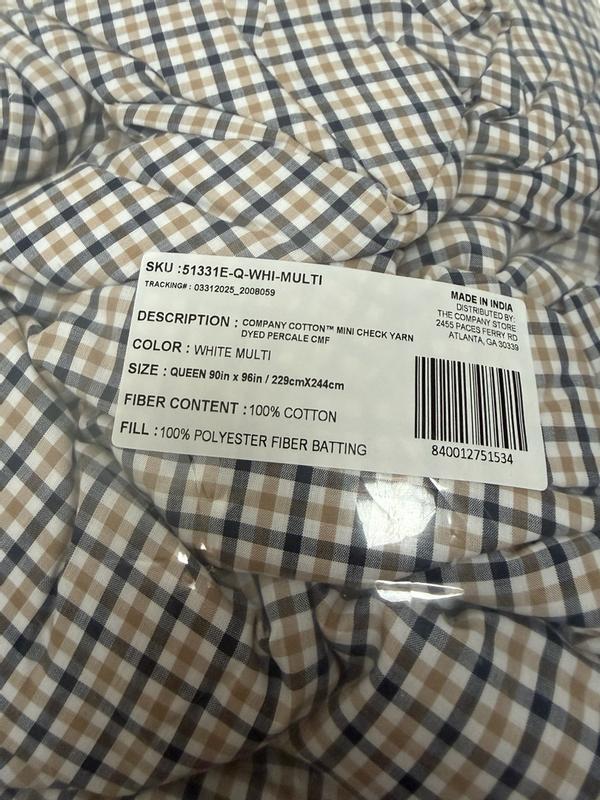 SKU :51331E-Q-WHI-MULTI
TRACKING# : 03312025_2008059
MADE IN INDIA
DISTRIBUTED BY:
THE COMPANY STORE
2455 PACES FERRY RD
ATLANTA, GA 30339
DESCRIPTION : COMPANY COTTON™ MINI CHECK YARN
DYED PERCALE CMF
COLOR : WHITE MULTI
SIZE : QUEEN 90in x 96in / 229cmX244cm
FIBER CONTENT : 100% COTTON
FILL : 100% POLYESTER FIBER BATTING
840012751534